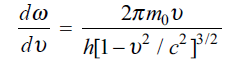 dω/dυ = 2πm₀υ / h[1 − υ² / c²]^{3/2}